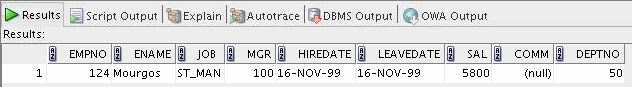 Results Script Output Explain Autotrace DBMS Output OWA Output
Results:
EMPNO ENAME JOB MGR HIREDATE LEAVEDATE SAL COMM DEPTNO
1 124 Mourgos ST_MAN 100 16-NOV-99 16-NOV-99 5800 (null) 50